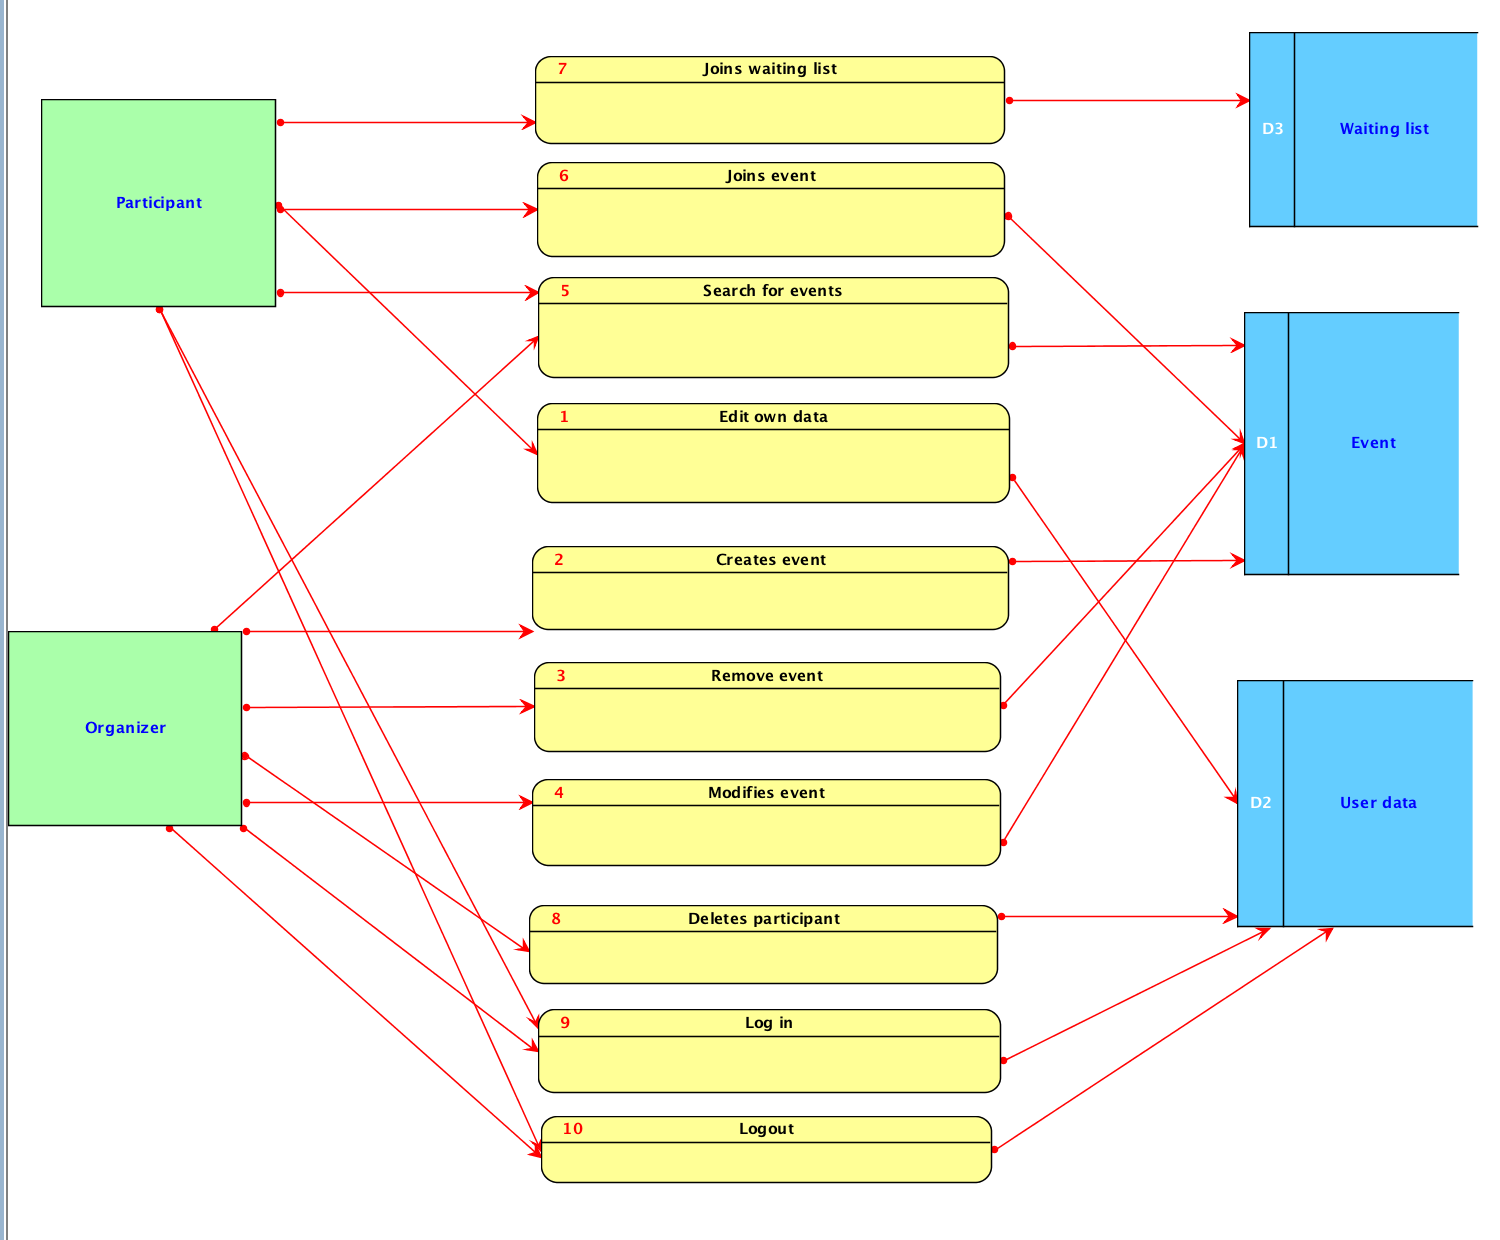 Participant
Organizer
7 Joins waiting list
6 Joins event
5 Search for events
1 Edit own data
2 Creates event
3 Remove event
4 Modifies event
8 Deletes participant
9 Log in
10 Logout
D3 Waiting list
D1 Event
D2 User data